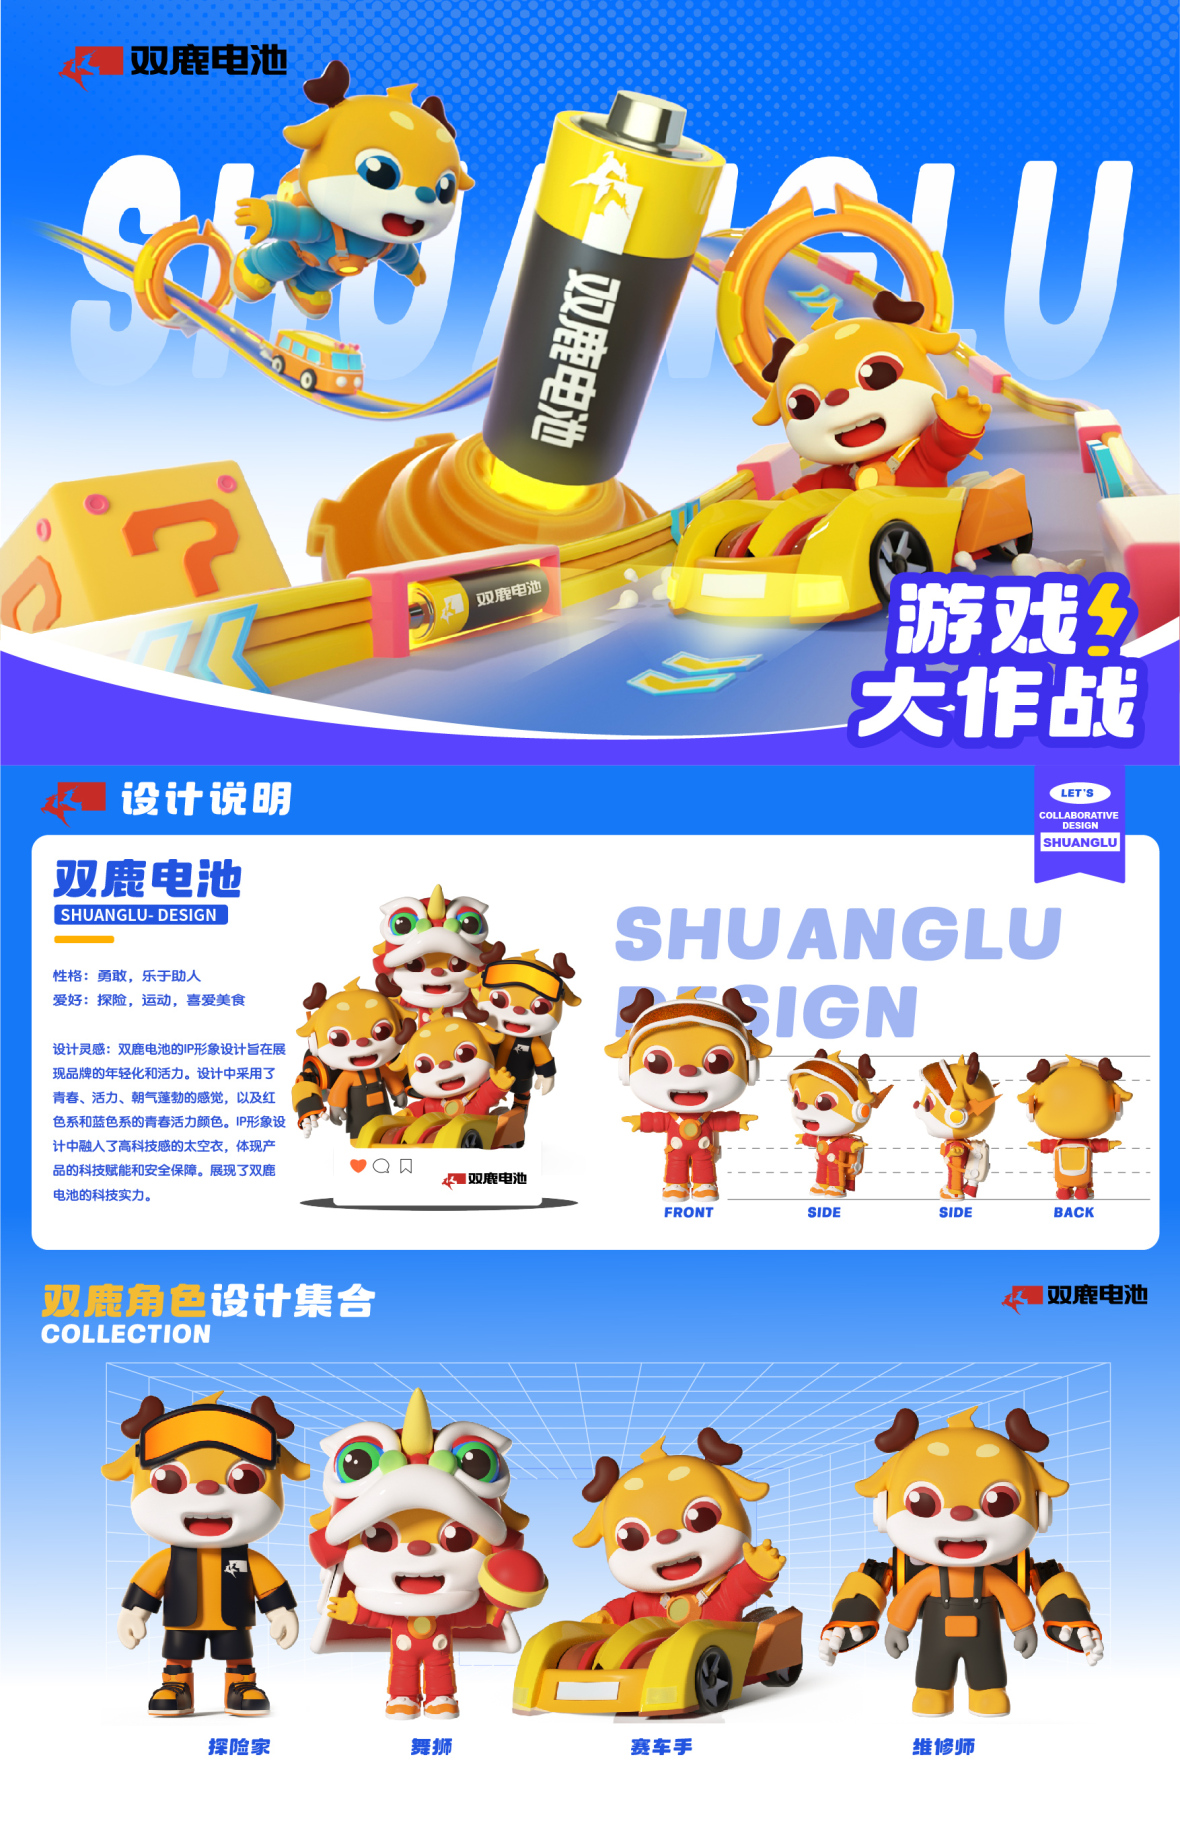 双鹿电池
SHUANGLU
双鹿电池
双鹿电池
游戏
大作战
设计说明
LET'S
COLLABORATIVE
DESIGN
SHUANGLU
双鹿电池
SHUANGLU- DESIGN
性格：勇敢，乐于助人
爱好：探险，运动，喜爱美食
设计灵感：双鹿电池的IP形象设计旨在展
现品牌的年轻化和活力。设计中采用了
青春、活力、朝气蓬勃的感觉，以及红
色系和蓝色系的青春活力颜色。IP形象设
计中融入了高科技感的太空衣，体现产
品的科技赋能和安全保障。展现了双鹿
电池的科技实力。
双鹿电池
SHUANGLU
DESIGN
FRONT
SIDE
SIDE
BACK
双鹿角色设计集合
COLLECTION
双鹿电池
探险家
舞狮
赛车手
维修师